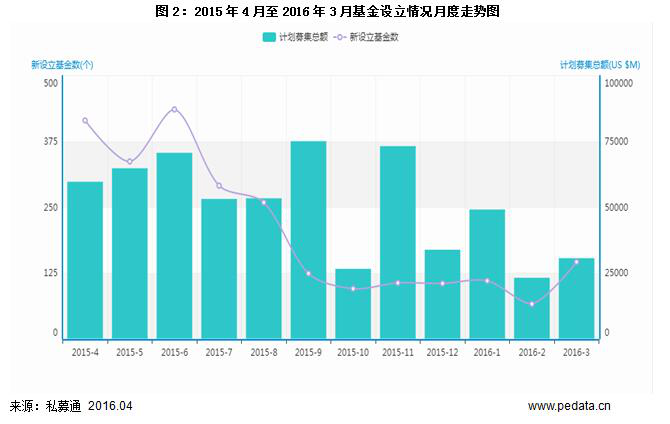 图 2：2015 年 4 月至 2016 年 3 月基金设立情况月度走势图
计划募集总额 新设立基金数
新设立基金数(个) 计划募集总额(US $M)
500 100000
375 75000
250 50000
125 25000
0 0
2015-4 2015-5 2015-6 2015-7 2015-8 2015-9 2015-10 2015-11 2015-12 2016-1 2016-2 2016-3
来源：私募通 2016.04 www.pedata.cn